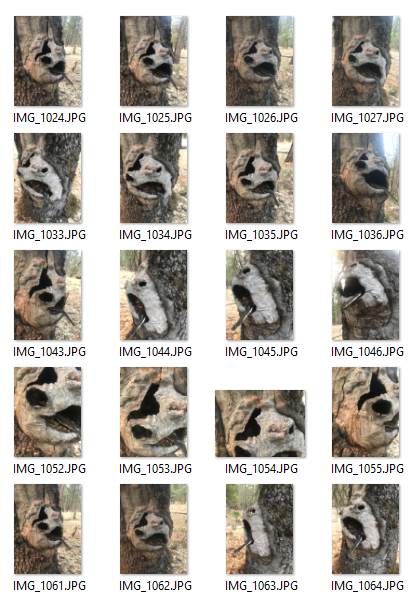 IMG_1024.JPG IMG_1025.JPG IMG_1026.JPG IMG_1027.JPG
IMG_1033.JPG IMG_1034.JPG IMG_1035.JPG IMG_1036.JPG
IMG_1043.JPG IMG_1044.JPG IMG_1045.JPG IMG_1046.JPG
IMG_1052.JPG IMG_1053.JPG IMG_1054.JPG IMG_1055.JPG
IMG_1061.JPG IMG_1062.JPG IMG_1063.JPG IMG_1064.JPG